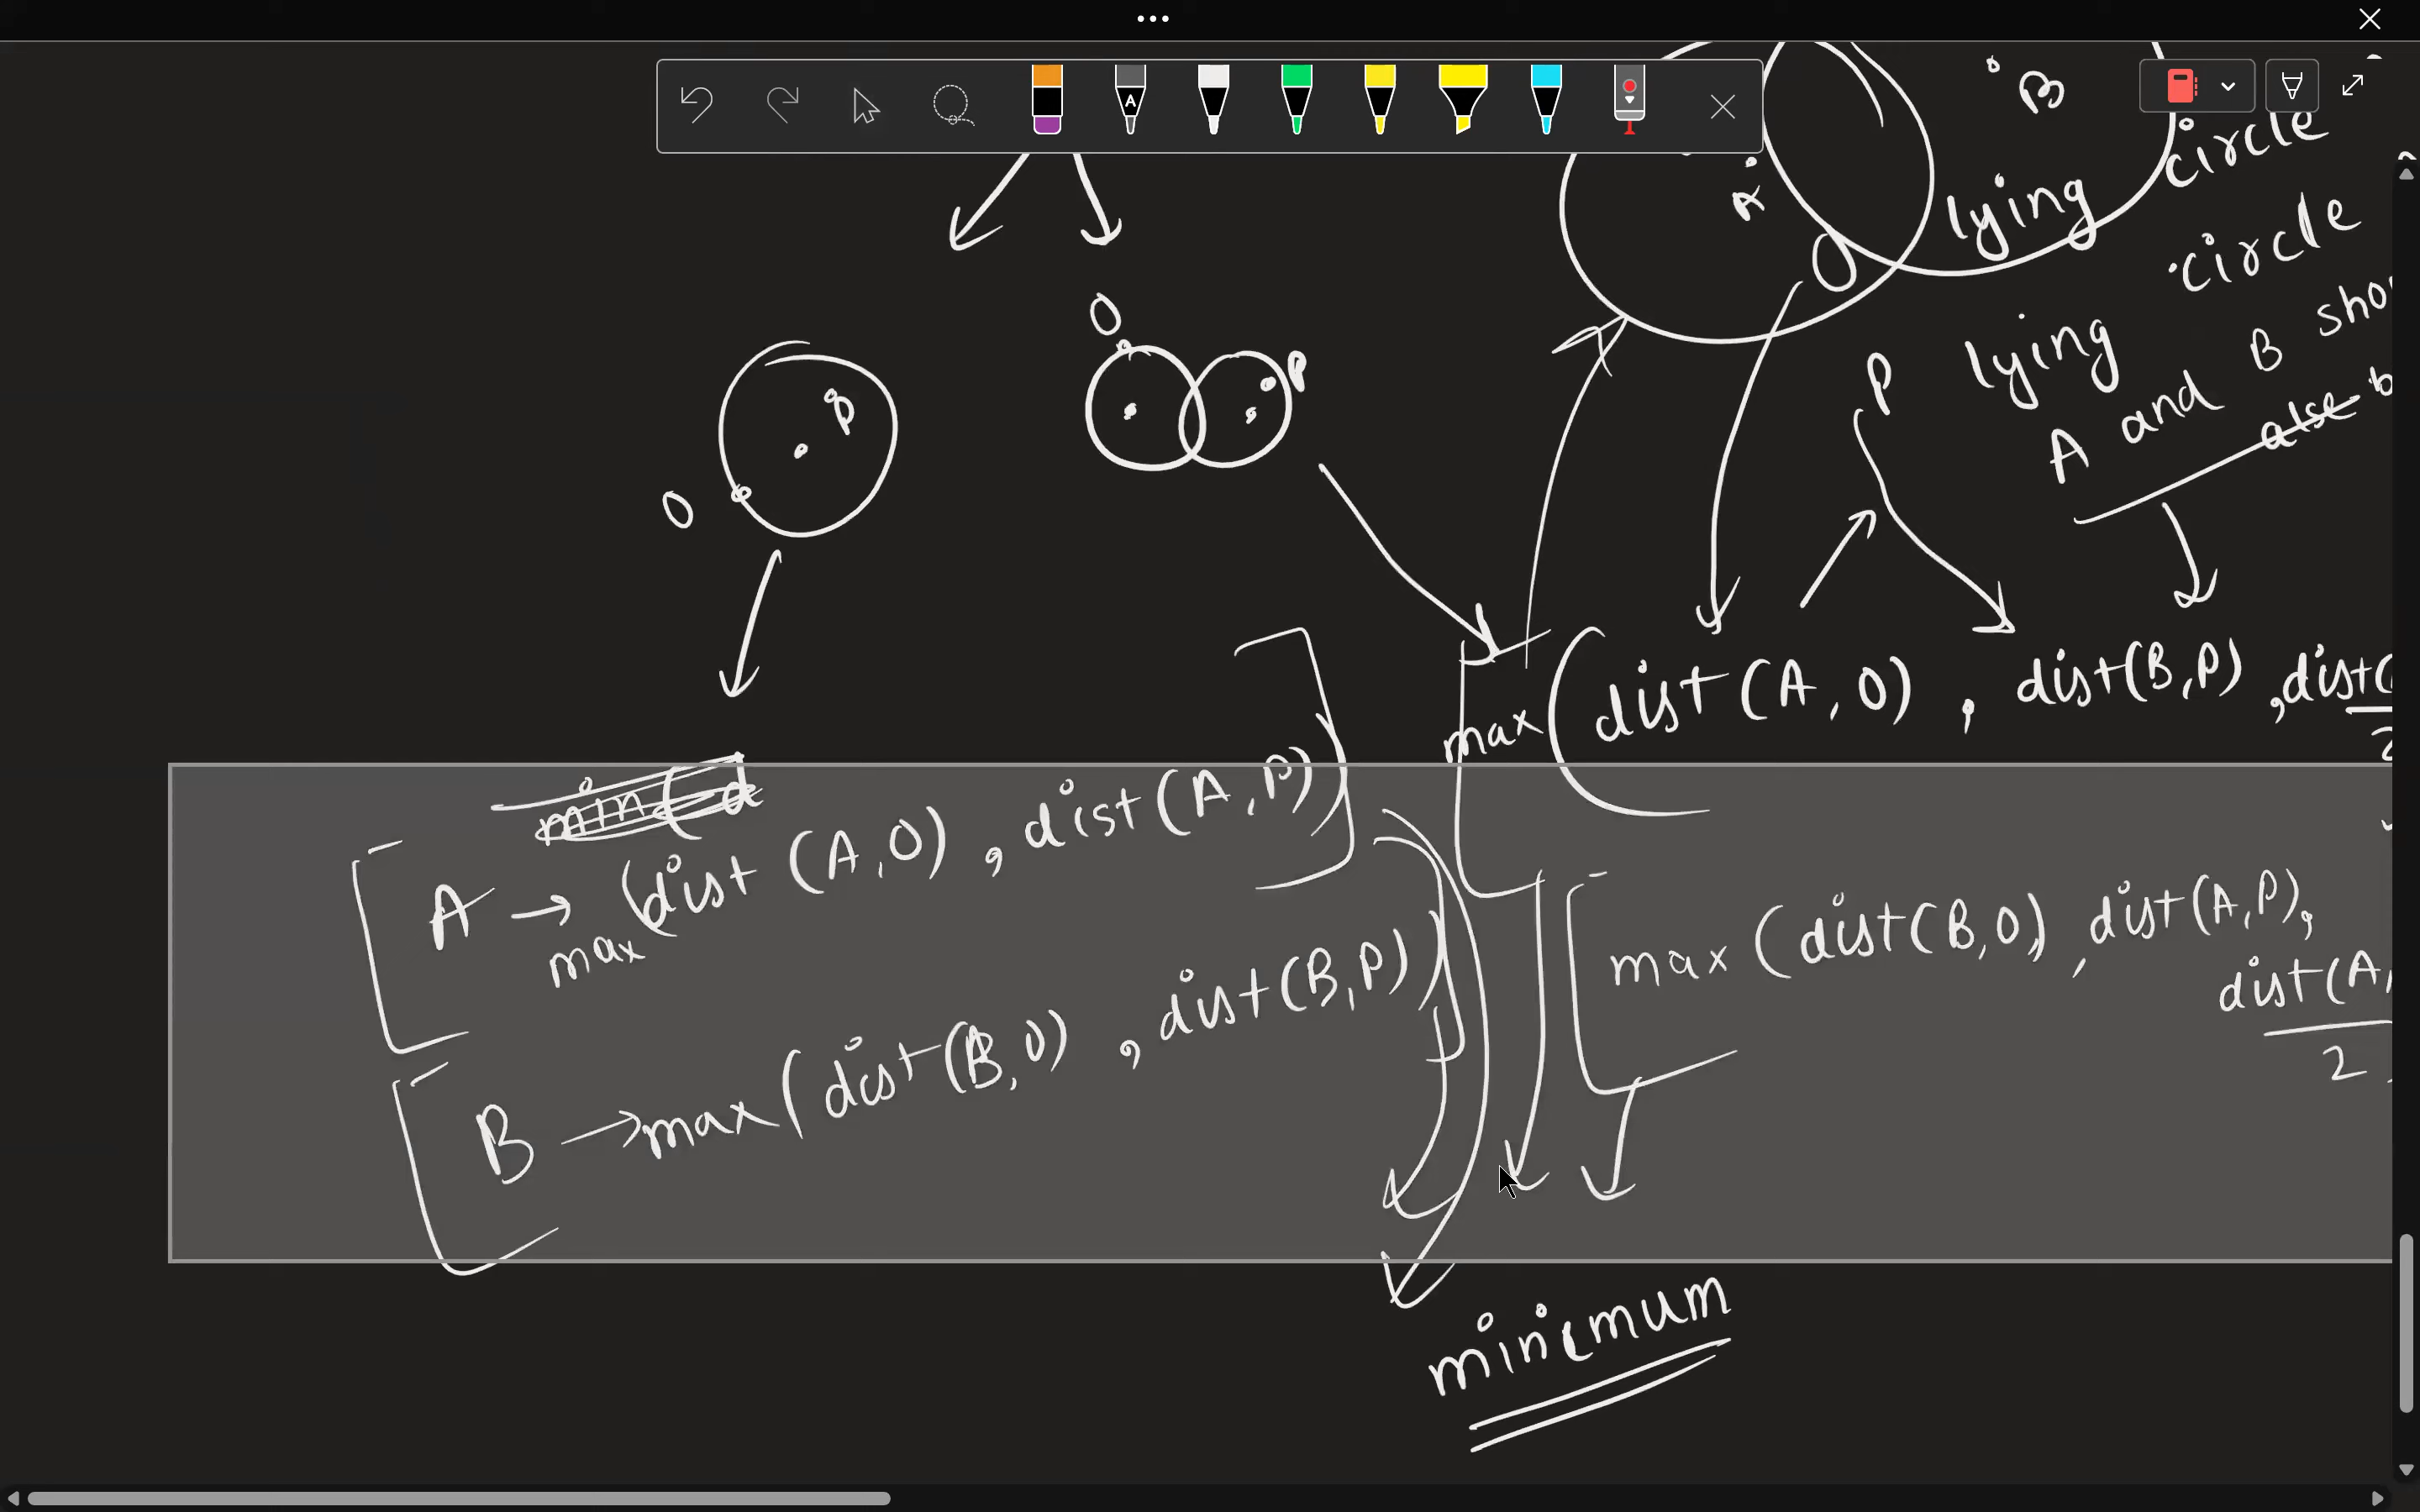 B
circle
A
lying
O
circle
O
P
lying
A and B sho
P
P
also b
O
max(dist(A,O), dist(B,P), dist(
2
min(d
A → max(dist(A,O), dist(A,P))
max(dist(B,O), dist(A,P),
dist(A,
2
B → max(dist(B,O), dist(B,P))
minimum